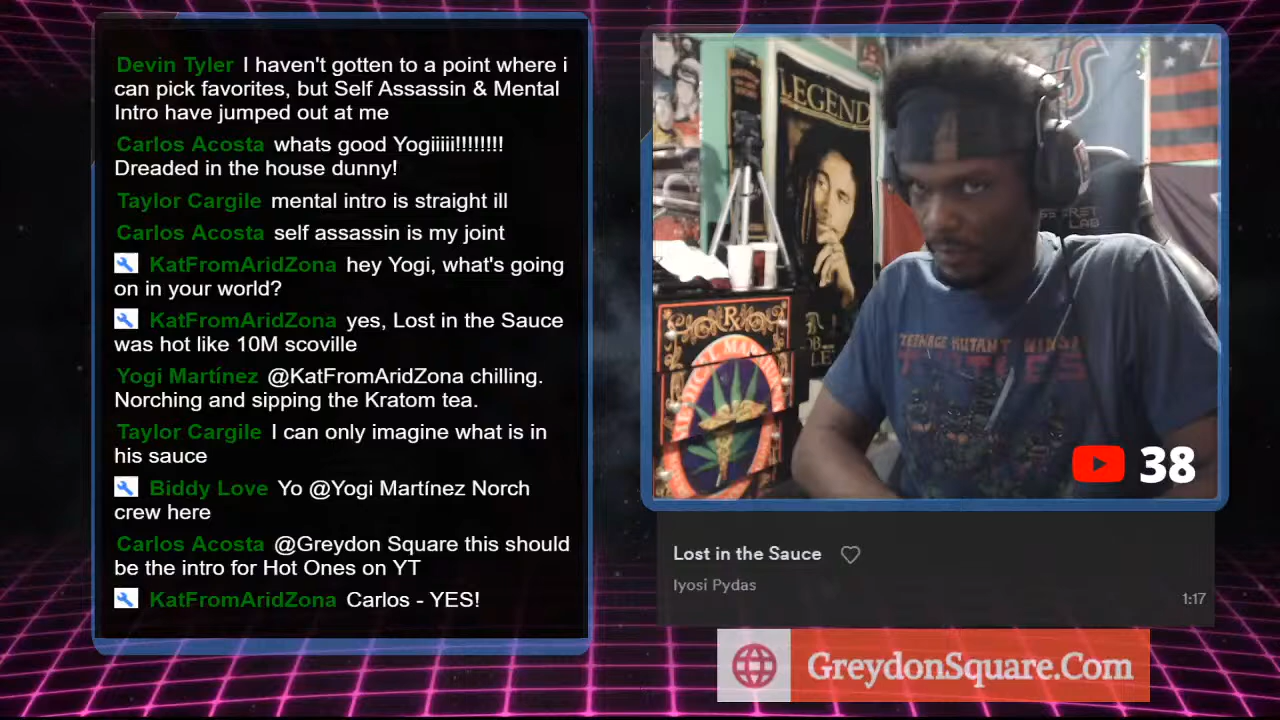 Devin Tyler I haven't gotten to a point where i
can pick favorites, but Self Assassin & Mental
Intro have jumped out at me
Carlos Acosta whats good Yogiiiii!!!!!!!!
Dreaded in the house dunny!
Taylor Cargile mental intro is straight ill
Carlos Acosta self assassin is my joint
KatFromAridZona hey Yogi, what's going
on in your world?
KatFromAridZona yes, Lost in the Sauce
was hot like 10M scoville
Yogi Martínez @KatFromAridZona chilling.
Norching and sipping the Kratom tea.
Taylor Cargile I can only imagine what is in
his sauce
Biddy Love Yo @Yogi Martínez Norch
crew here
Carlos Acosta @Greydon Square this should
be the intro for Hot Ones on YT
KatFromAridZona Carlos - YES!
LEGEND
SECRET
LAB
TEENAGE MUTANT NINJA
TURTLES
Rx
38
Lost in the Sauce
Iyosi Pydas
1:17
GreydonSquare.Com